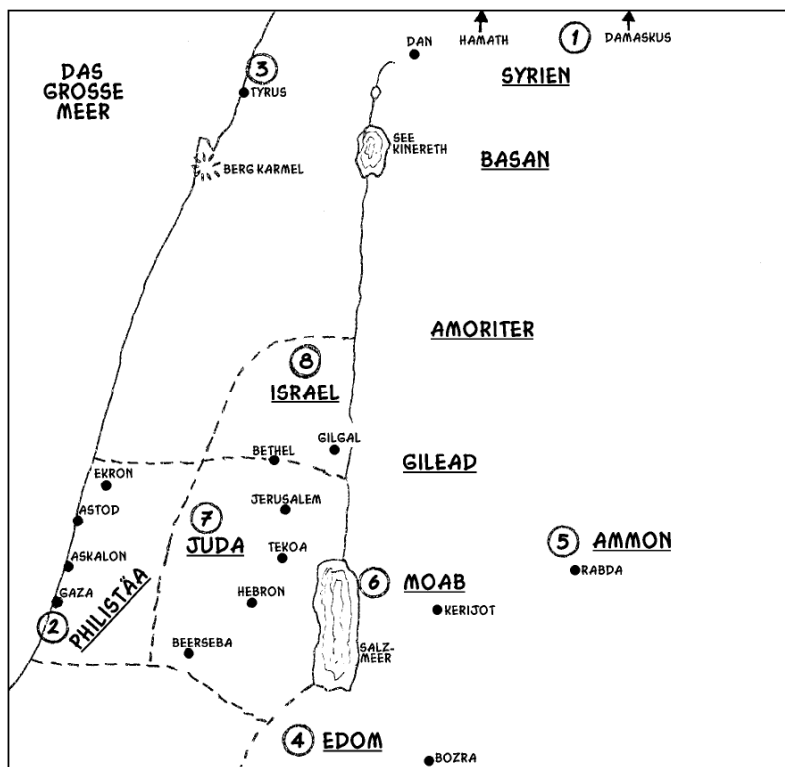 DAN
HAMATH
1
DAMASKUS
DAS
GROSSE
MEER
3
TYRUS
SYRIEN
SEE
KINERETH
BASAN
BERG KARMEL
AMORITER
8
ISRAEL
GILGAL
BETHEL
GILEAD
EKRON
JERUSALEM
ASTOD
7
JUDA
5
AMMON
TEKOA
RABDA
ASKALON
6
MOAB
HEBRON
GAZA
KERIJOT
2
PHILISTÄA
BEERSEBA
SALZ-
MEER
4
EDOM
BOZRA